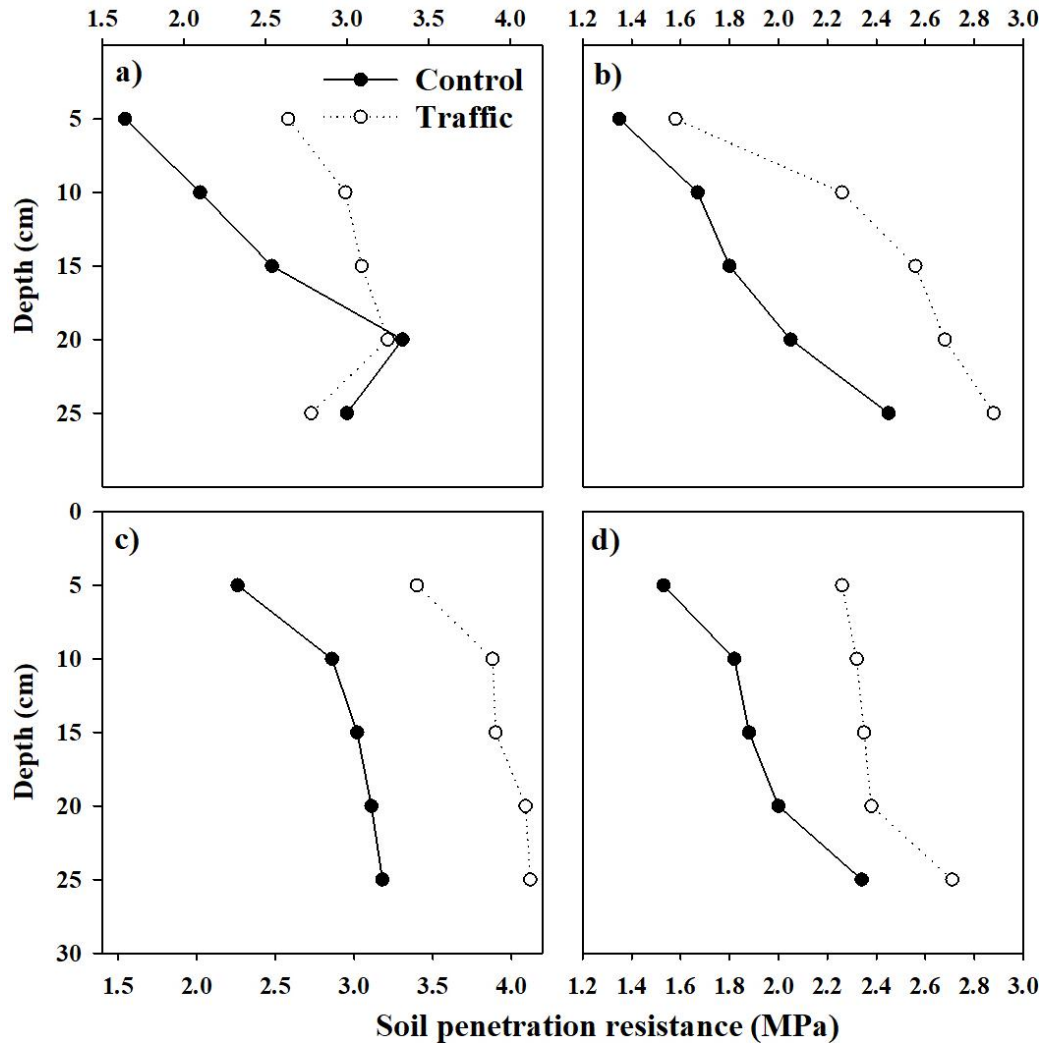 1.5 2.0 2.5 3.0 3.5 4.0
1.2 1.4 1.6 1.8 2.0 2.2 2.4 2.6 2.8 3.0
a)
Control
Traffic
b)
Depth (cm)
5
10
15
20
25
c)
d)
Depth (cm)
0
5
10
15
20
25
30
1.5 2.0 2.5 3.0 3.5 4.0
1.2 1.4 1.6 1.8 2.0 2.2 2.4 2.6 2.8 3.0
Soil penetration resistance (MPa)